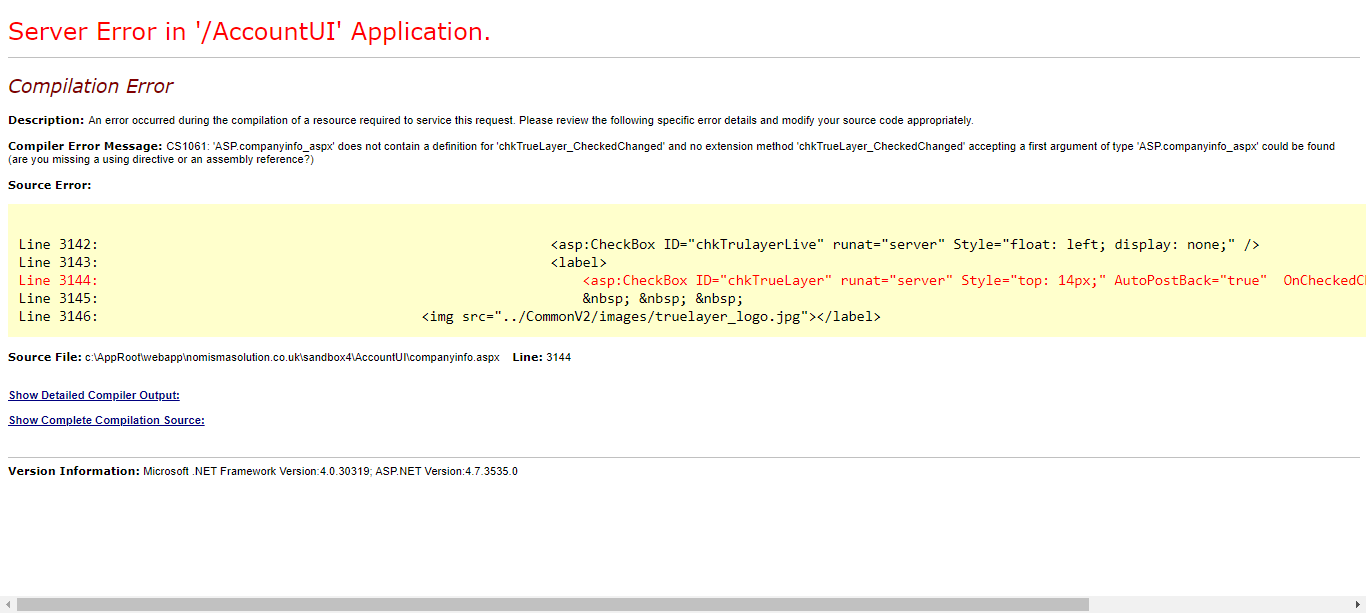 Server Error in '/AccountUI' Application.
Compilation Error
Description: An error occurred during the compilation of a resource required to service this request. Please review the following specific error details and modify your source code appropriately.
Compiler Error Message: CS1061: 'ASP.companyinfo_aspx' does not contain a definition for 'chkTrueLayer_CheckedChanged' and no extension method 'chkTrueLayer_CheckedChanged' accepting a first argument of type 'ASP.companyinfo_aspx' could be found
(are you missing a using directive or an assembly reference?)
Source Error:
Line 3142: <asp:CheckBox ID="chkTrulayerLive" runat="server" Style="float: left; display: none;" />
Line 3143: <label>
Line 3144: <asp:CheckBox ID="chkTrueLayer" runat="server" Style="top: 14px;" AutoPostBack="true" OnCheckedC
Line 3145: &nbsp; &nbsp; &nbsp;
Line 3146: <img src="../CommonV2/images/truelayer_logo.jpg"></label>
Source File: c:\AppRoot\webapp\nomismasolution.co.uk\sandbox4\AccountUI\companyinfo.aspx Line: 3144
Show Detailed Compiler Output:
Show Complete Compilation Source:
Version Information: Microsoft .NET Framework Version:4.0.30319; ASP.NET Version:4.7.3535.0